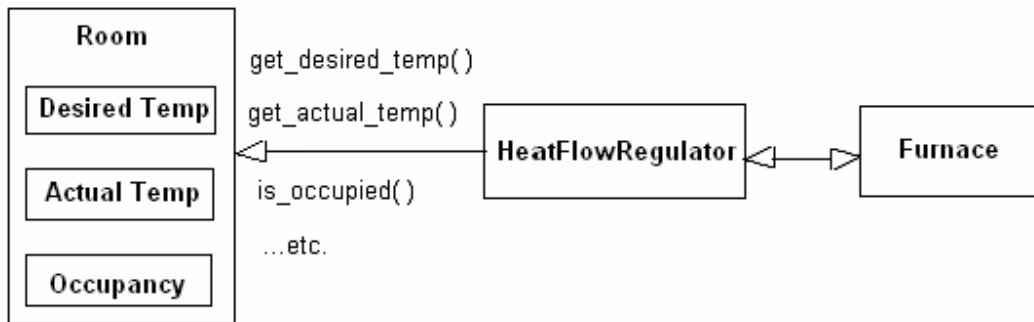 Room
Desired Temp
Actual Temp
Occupancy
get_desired_temp( )
get_actual_temp( )
is_occupied( )
...etc.
HeatFlowRegulator
Furnace